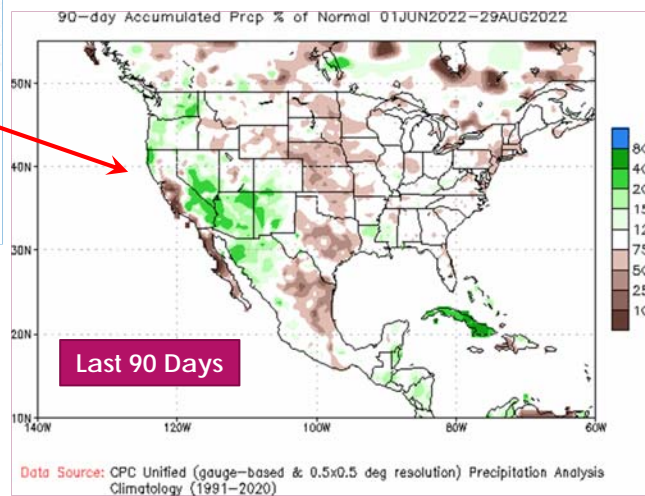 90-day Accumulated Prcp % of Normal 01JUN2022-29AUG2022
50N
40N
30N
20N
10N
140W
120W
100W
80W
60W
Last 90 Days
Data Source: CPC Unified (gauge-based & 0.5x0.5 deg resolution) Precipitation Analysis
Climatology (1991-2020)